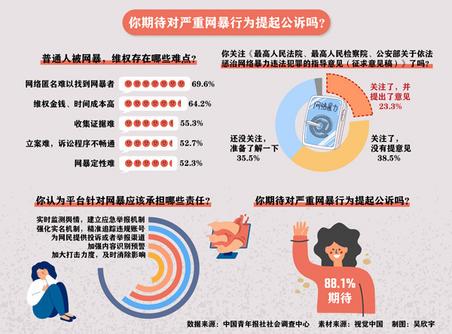 你期待对严重网暴行为提起公诉吗?
普通人被网暴，维权存在哪些难点?
网络匿名难以找到网暴者 69.6%
维权金钱、时间成本高 64.2%
收集证据难 55.3%
立案难，诉讼程序不畅通 52.7%
网暴定性难 52.3%
你关注《最高人民法院、最高人民检察院、公安部关于依法
惩治网络暴力违法犯罪的指导意见（征求意见稿）》了吗?
关注了，并
提出了意见
23.3%
网络暴力
还没关注，
准备了解一下
35.5%
关注了，
没有提意见
38.5%
你认为平台针对网暴应该承担哪些责任?
实时监测舆情，建立应急举报机制
强化实名机制，精准追踪违规账号
为网民提供投诉或者举报渠道
加强内容识别预警
加大打击力度，及时消除影响
你期待对严重网暴行为提起公诉吗?
88.1%
期待
数据来源：中国青年报社社会调查中心 素材来源：视觉中国 制图：吴欣宇